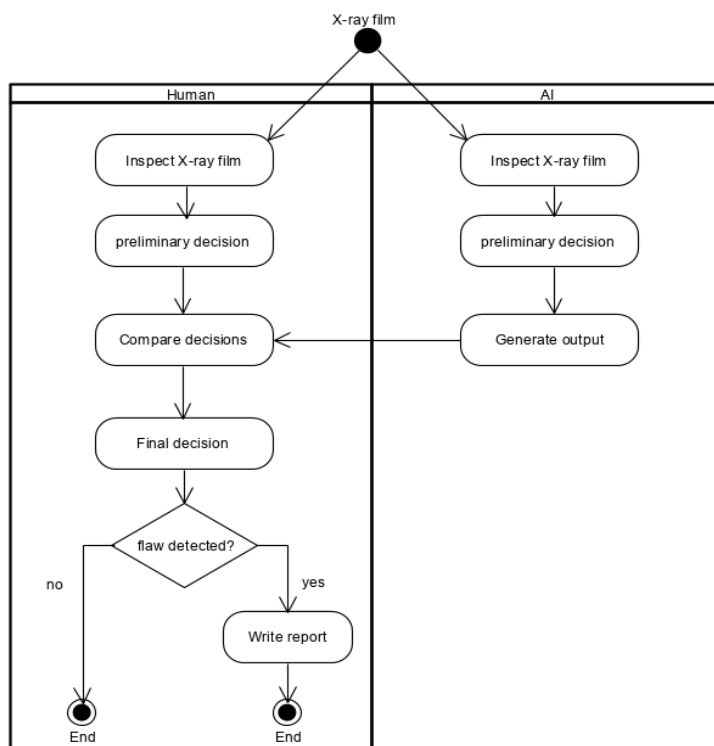 X-ray film
Human
AI
Inspect X-ray film
Inspect X-ray film
preliminary decision
preliminary decision
Compare decisions
Generate output
Final decision
flaw detected?
no
yes
Write report
End
End